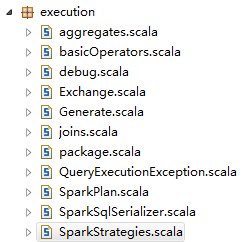 execution
aggregates.scala
basicOperators.scala
debug.scala
Exchange.scala
Generate.scala
joins.scala
package.scala
QueryExecutionException.scala
SparkPlan.scala
SparkSqlSerializer.scala
SparkStrategies.scala